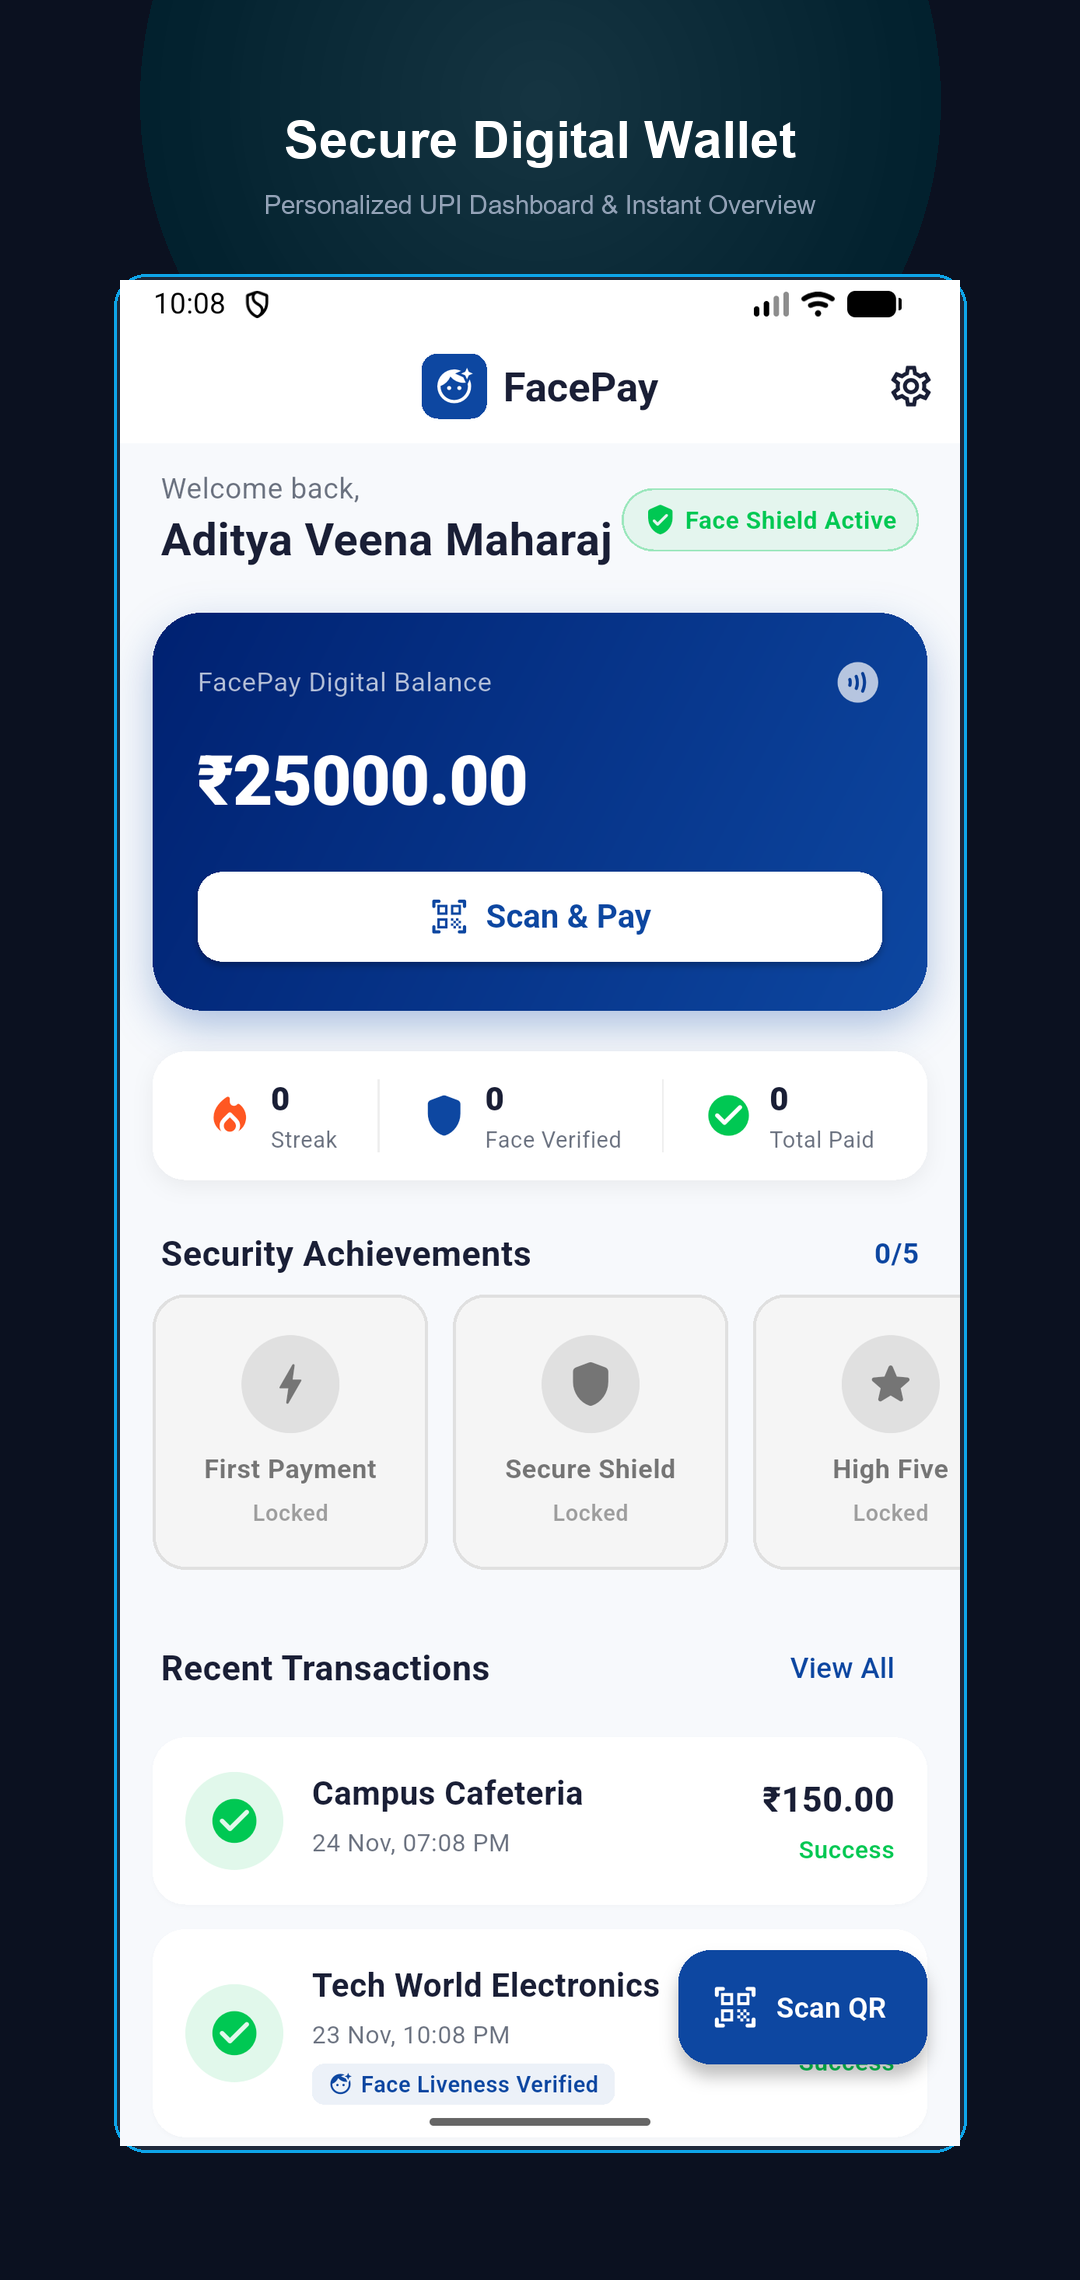 Secure Digital Wallet
Personalized UPI Dashboard & Instant Overview
10:08
FacePay
Welcome back,
Aditya Veena Maharaj
Face Shield Active
FacePay Digital Balance
₹25000.00
Scan & Pay
0
Streak
0
Face Verified
0
Total Paid
Security Achievements
0/5
First Payment
Locked
Secure Shield
Locked
High Five
Locked
Recent Transactions
View All
Campus Cafeteria
₹150.00
24 Nov, 07:08 PM
Success
Tech World Electronics
Scan QR
23 Nov, 10:08 PM
Success
Face Liveness Verified